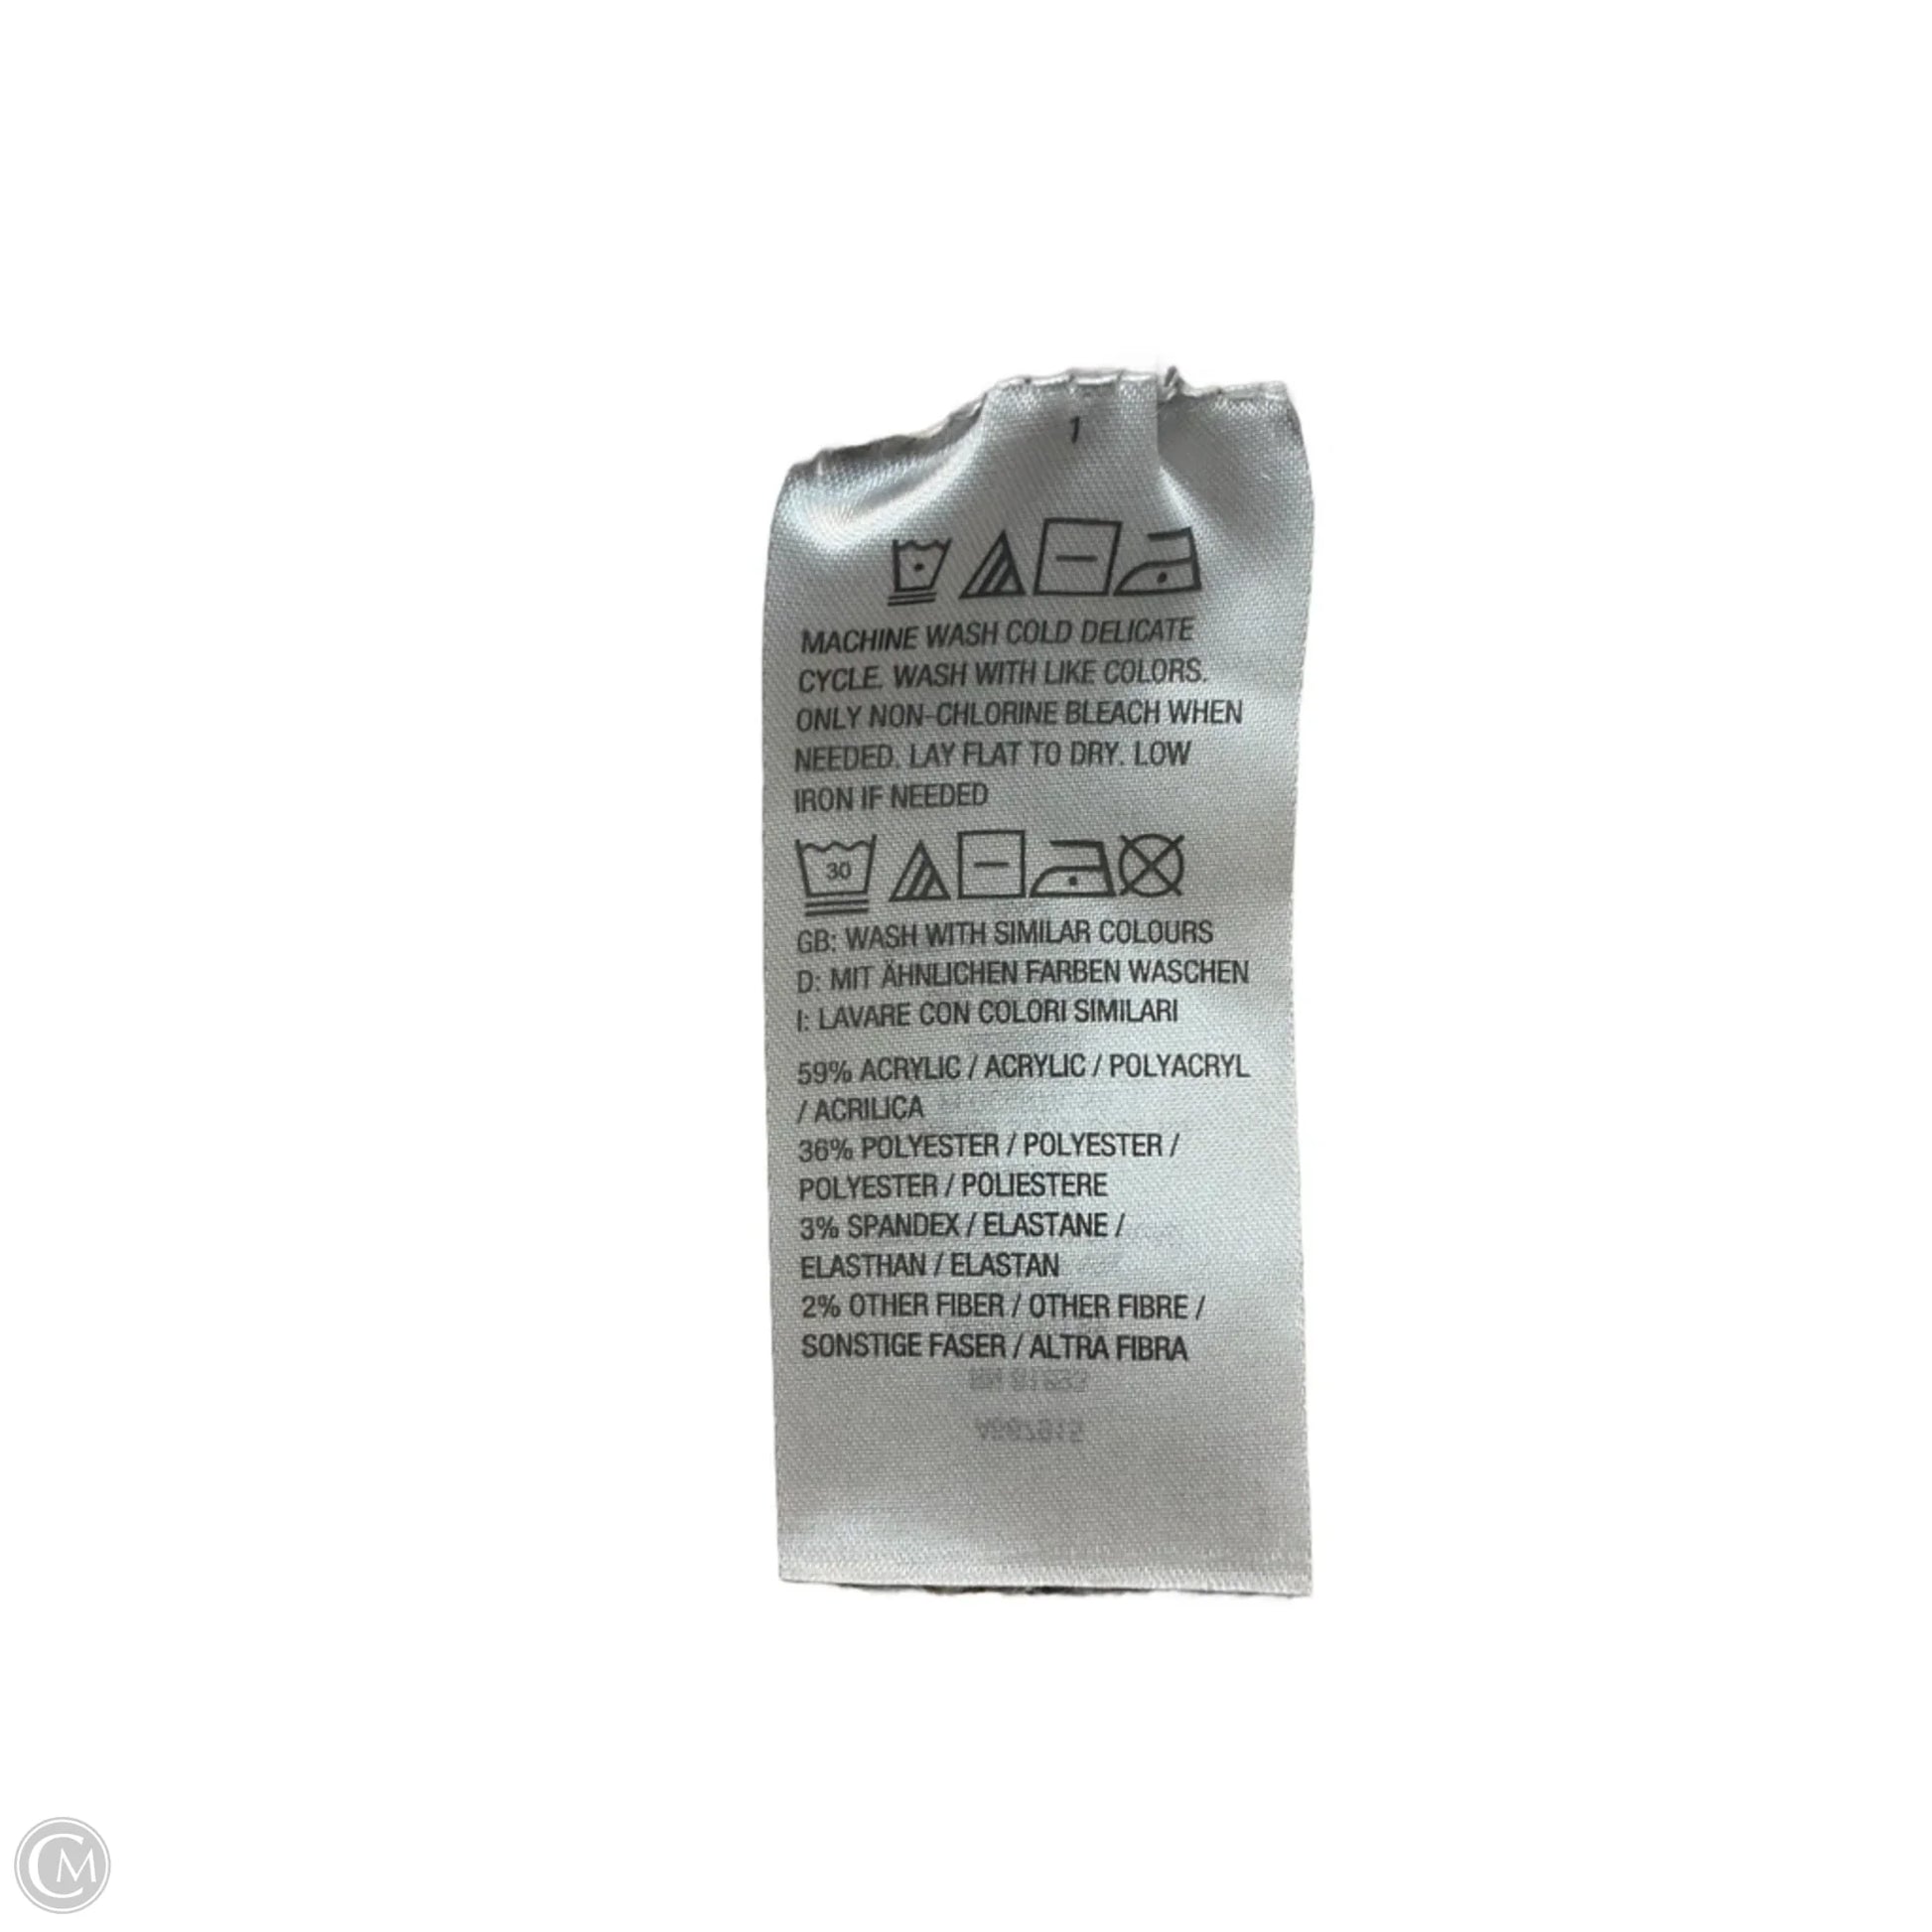 1
MACHINE WASH COLD DELICATE
CYCLE. WASH WITH LIKE COLORS.
ONLY NON-CHLORINE BLEACH WHEN
NEEDED. LAY FLAT TO DRY. LOW
IRON IF NEEDED
30
GB: WASH WITH SIMILAR COLOURS
D: MIT ÄHNLICHEN FARBEN WASCHEN
I: LAVARE CON COLORI SIMILARI
59% ACRYLIC / ACRYLIC / POLYACRYL
/ ACRILICA
36% POLYESTER / POLYESTER /
POLYESTER / POLIESTERE
3% SPANDEX / ELASTANE /
ELASTHAN / ELASTAN
2% OTHER FIBER / OTHER FIBRE /
SONSTIGE FASER / ALTRA FIBRA
CM